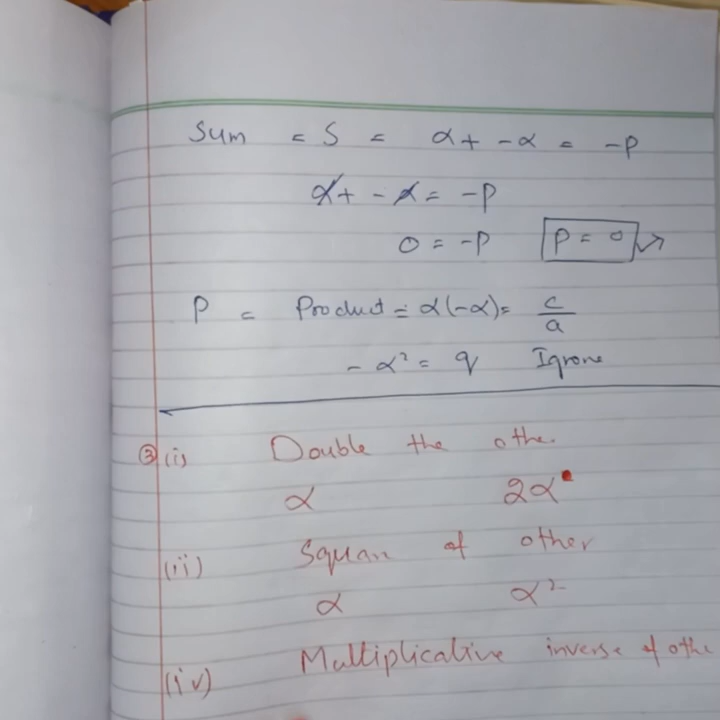 Sum = S = α + -α = -P
α + - α = -P
0 = -P P = 0
P = Product = α(-α) = c/a
- α² = q Igrone
③(i) Double the othe.
α 2α
(ii) Squan of other
α α²
(iv) Multiplicative inverse of othe